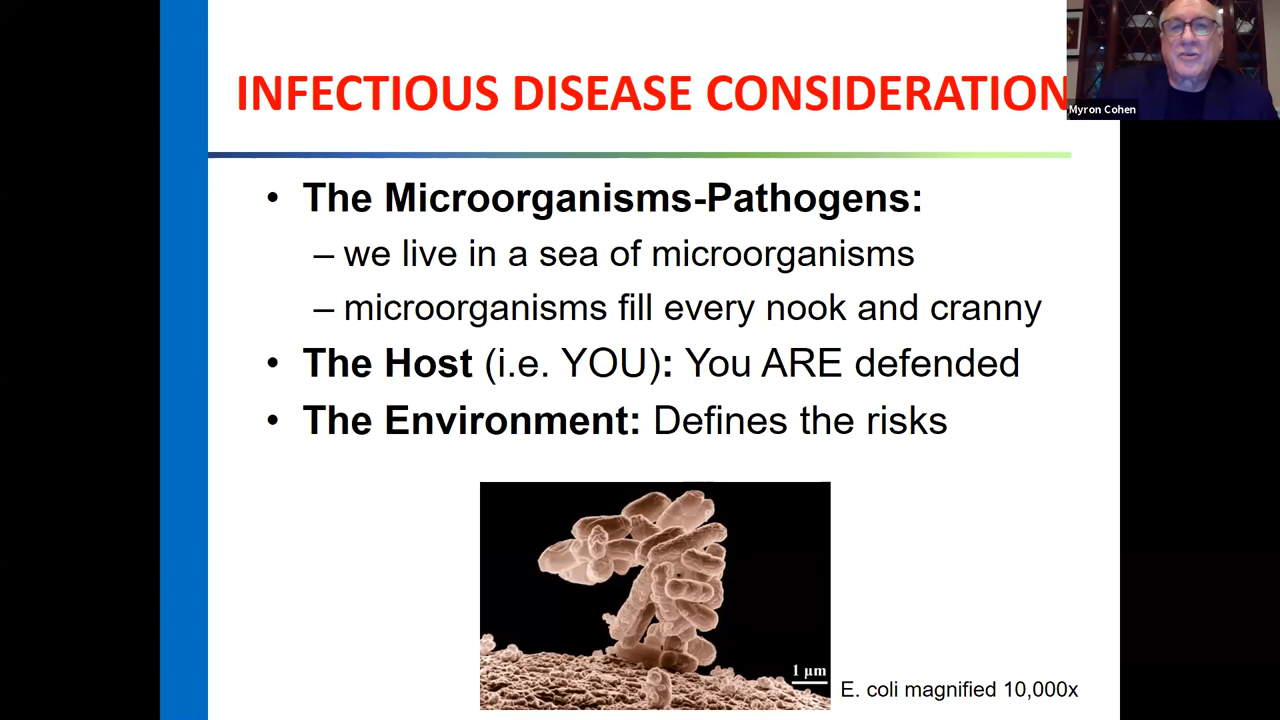 INFECTIOUS DISEASE CONSIDERATION
Myron Cohen
• The Microorganisms-Pathogens:
– we live in a sea of microorganisms
– microorganisms fill every nook and cranny
• The Host (i.e. YOU): You ARE defended
• The Environment: Defines the risks
1 µm
E. coli magnified 10,000x